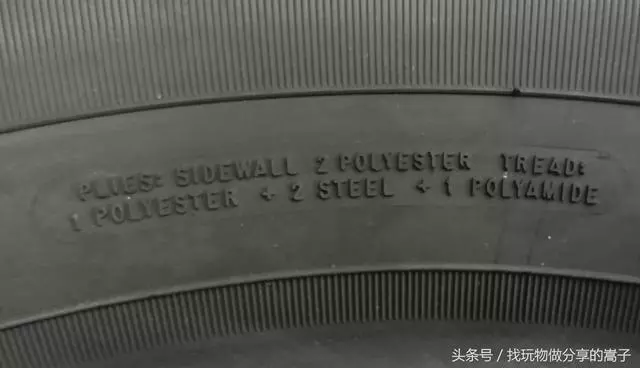 PLIES: SIDEWALL 2 POLYESTER TREAD:
1 POLYESTER + 2 STEEL + 1 POLYAMIDE
头条号 / 找玩物做分享的嵩子